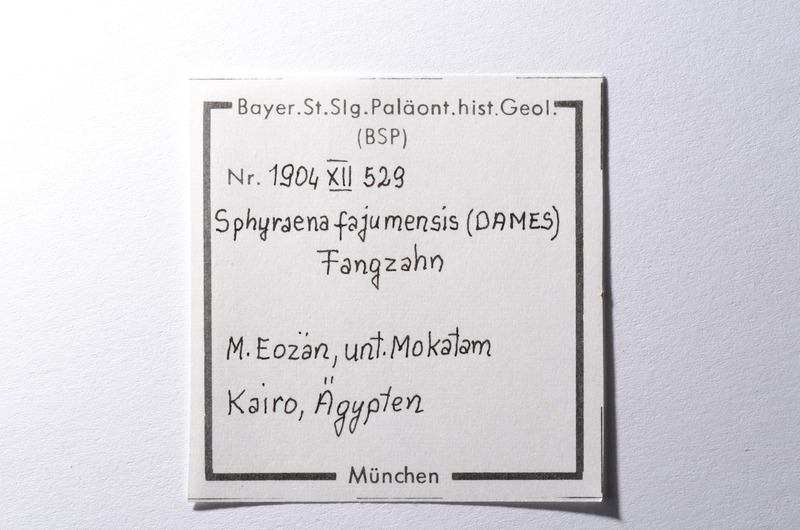 Bayer.St.Slg.Paläont.hist.Geol.
(BSP)
Nr. 1904 XII 529
Sphyraena fajumensis (DAMES)
Fangzahn
M. Eozän, unt. Mokatam
Kairo, Ägypten
München